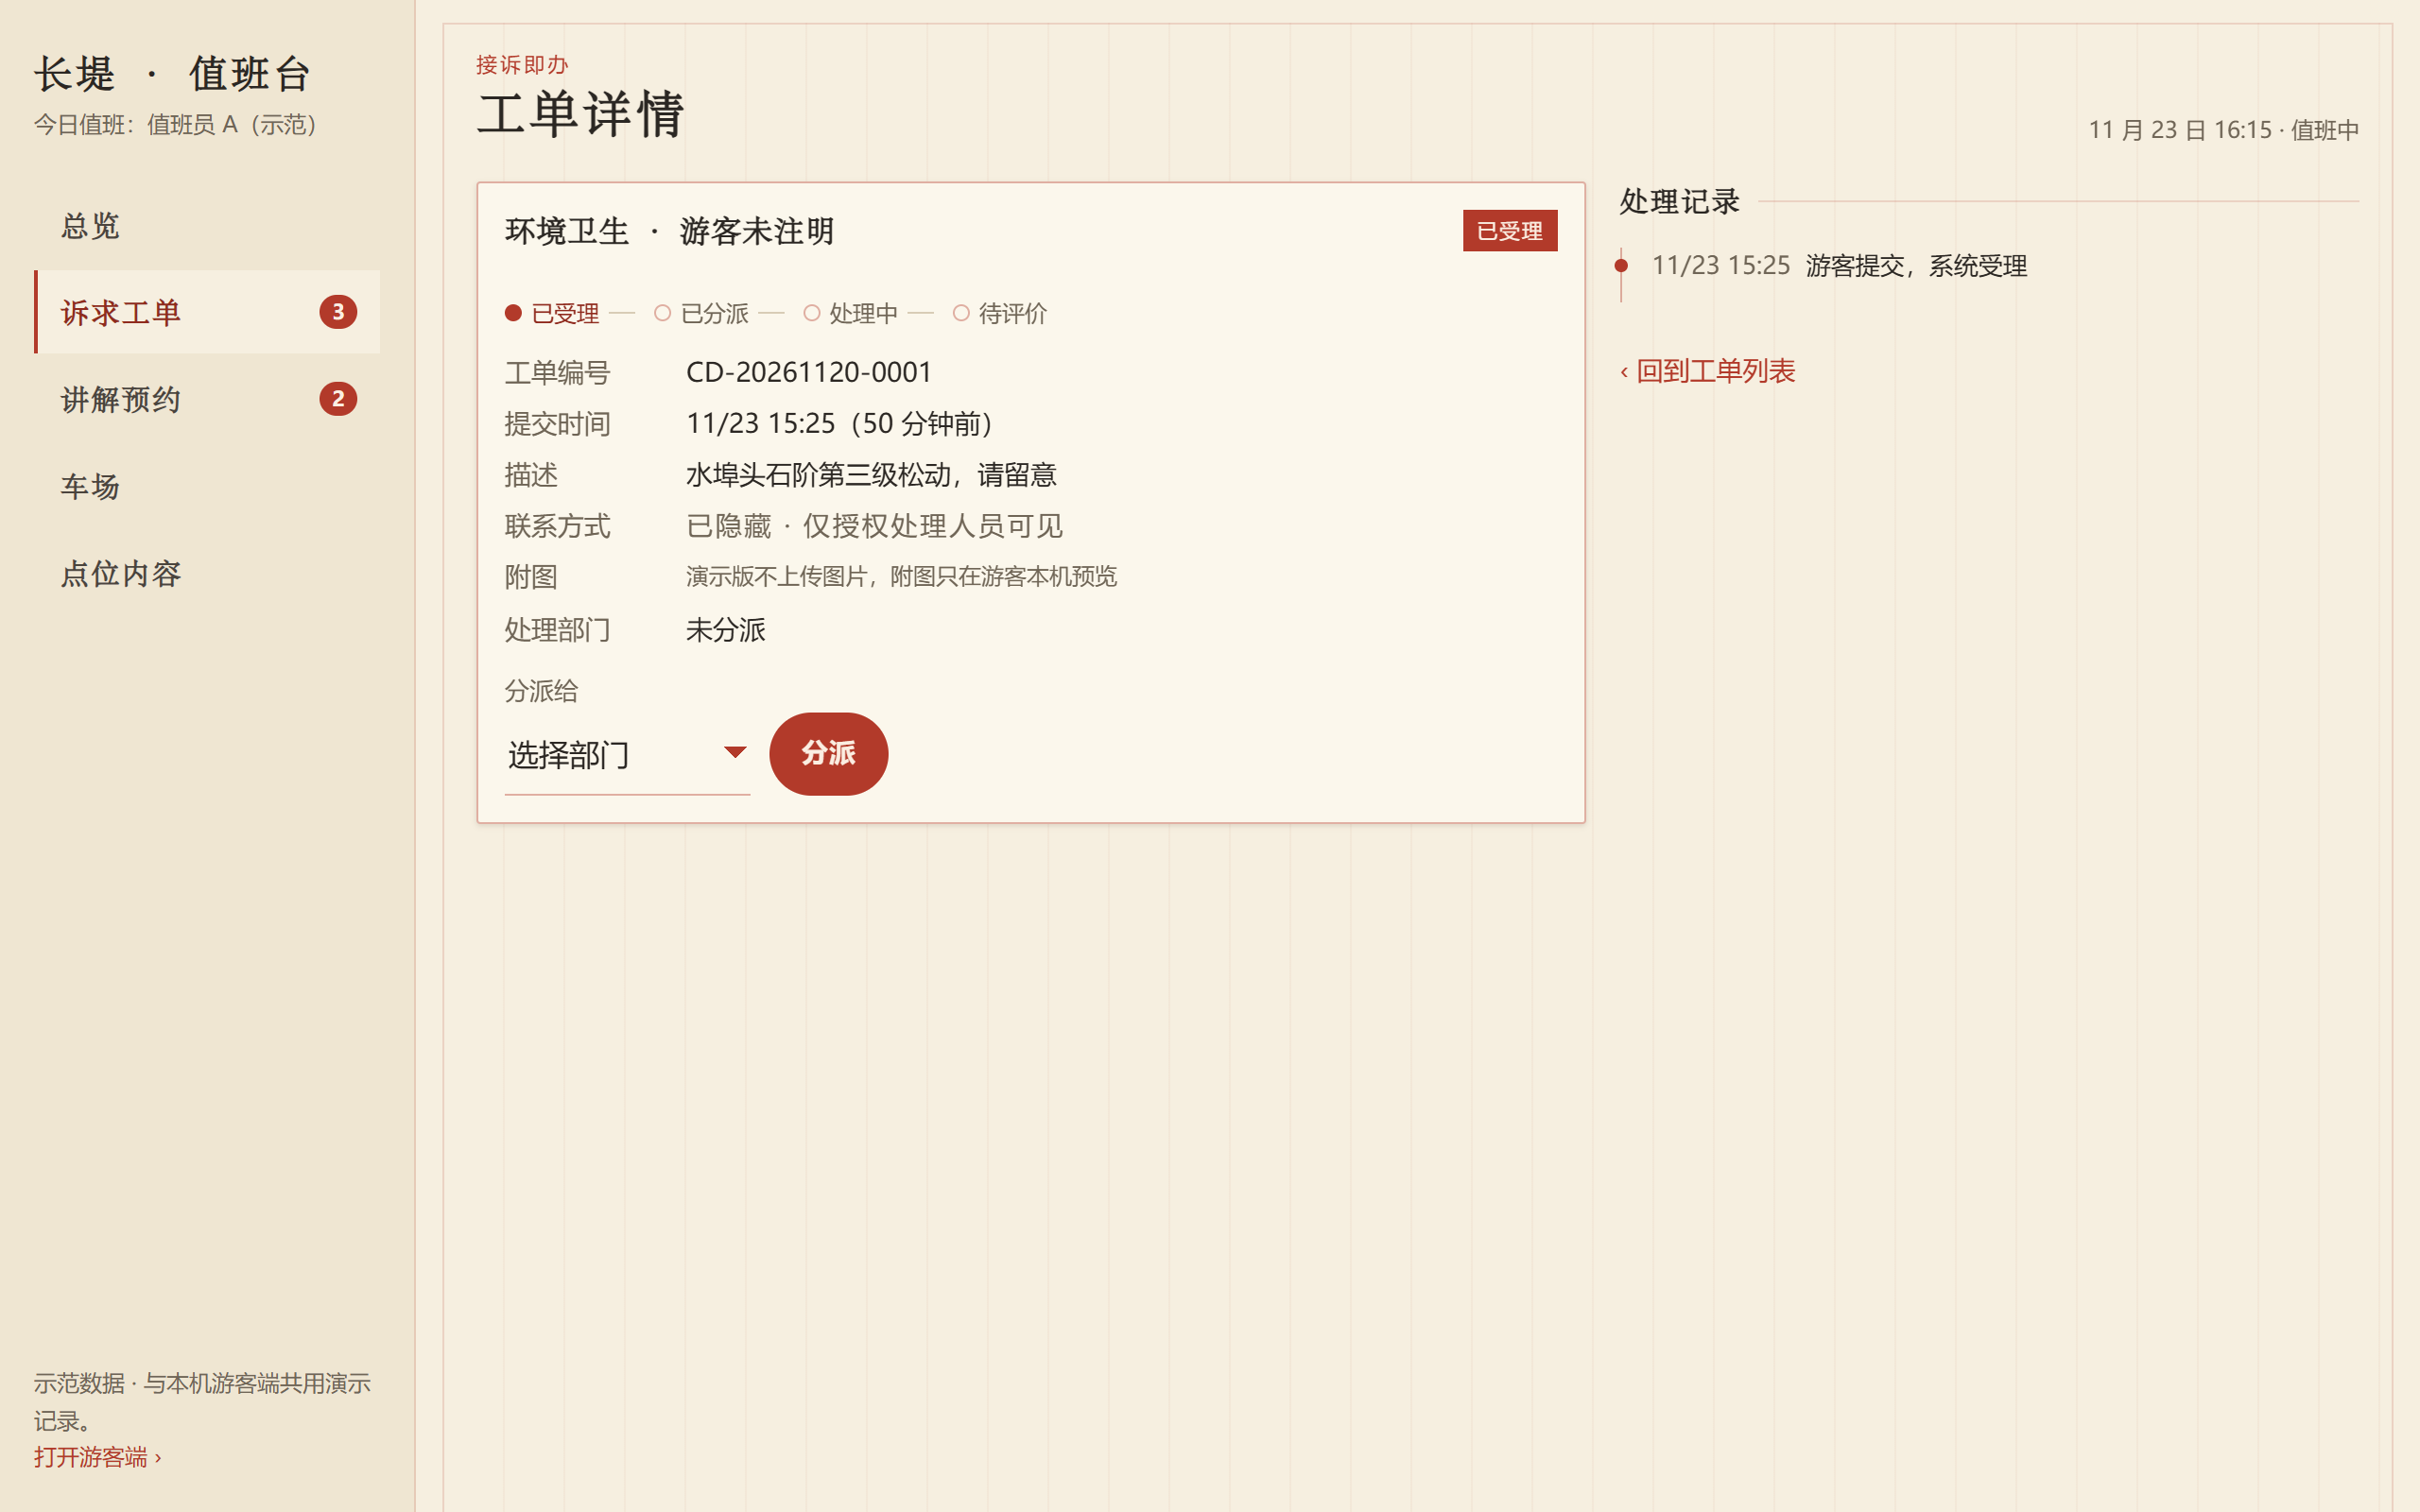 长堤 · 值班台
今日值班：值班员 A（示范）
总览
诉求工单 3
讲解预约 2
车场
点位内容
示范数据 · 与本机游客端共用演示
记录。
打开游客端 ›
接诉即办
工单详情
11 月 23 日 16:15 · 值班中
环境卫生 · 游客未注明
已受理
已受理 已分派 处理中 待评价
工单编号 CD-20261120-0001
提交时间 11/23 15:25（50 分钟前）
描述 水埠头石阶第三级松动，请留意
联系方式 已隐藏 · 仅授权处理人员可见
附图 演示版不上传图片，附图只在游客本机预览
处理部门 未分派
分派给
选择部门 分派
处理记录
11/23 15:25 游客提交，系统受理
‹ 回到工单列表